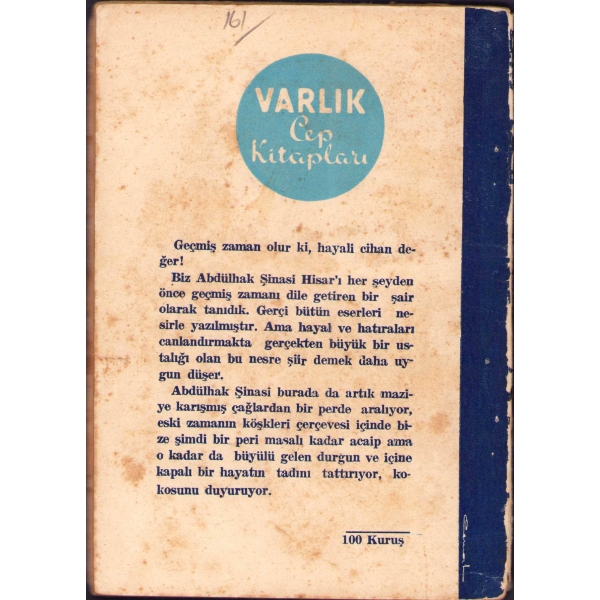 161
VARLIK
Cep
Kitapları
Geçmiş zaman olur ki, hayali cihan de-
ğer!
Biz Abdülhak Şinasi Hisar'ı her şeyden
önce geçmiş zamanı dile getiren bir şair
olarak tanıdık. Gerçi bütün eserleri ne-
sirle yazılmıştır. Ama hayal ve hatıraları
canlandırmakta gerçekten büyük bir us-
talığı olan bu nesre şiir demek daha uy-
gun düşer.
Abdülhak Şinasi burada da artık mazi-
ye karışmış çağlardan bir perde aralıyor,
eski zamanın köşkleri çerçevesi içinde bi-
ze şimdi bir peri masalı kadar acaip ama
o kadar da büyülü gelen durgun ve içine
kapalı bir hayatın tadını tattırıyor, ko-
kosunu duyuruyor.
100 Kuruş